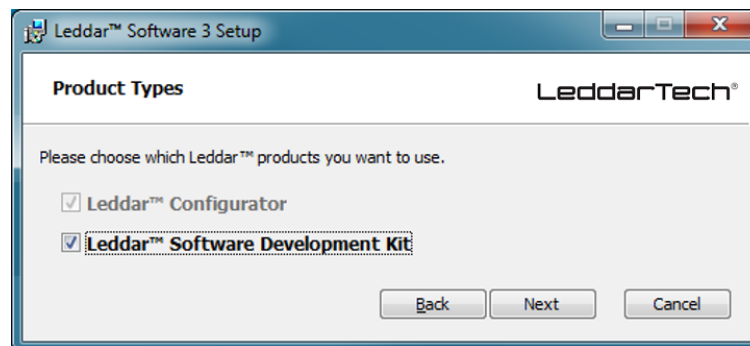 Leddar™ Software 3 Setup
Product Types
LeddarTech®
Please choose which Leddar™ products you want to use.
Leddar™ Configurator
Leddar™ Software Development Kit
Back Next Cancel